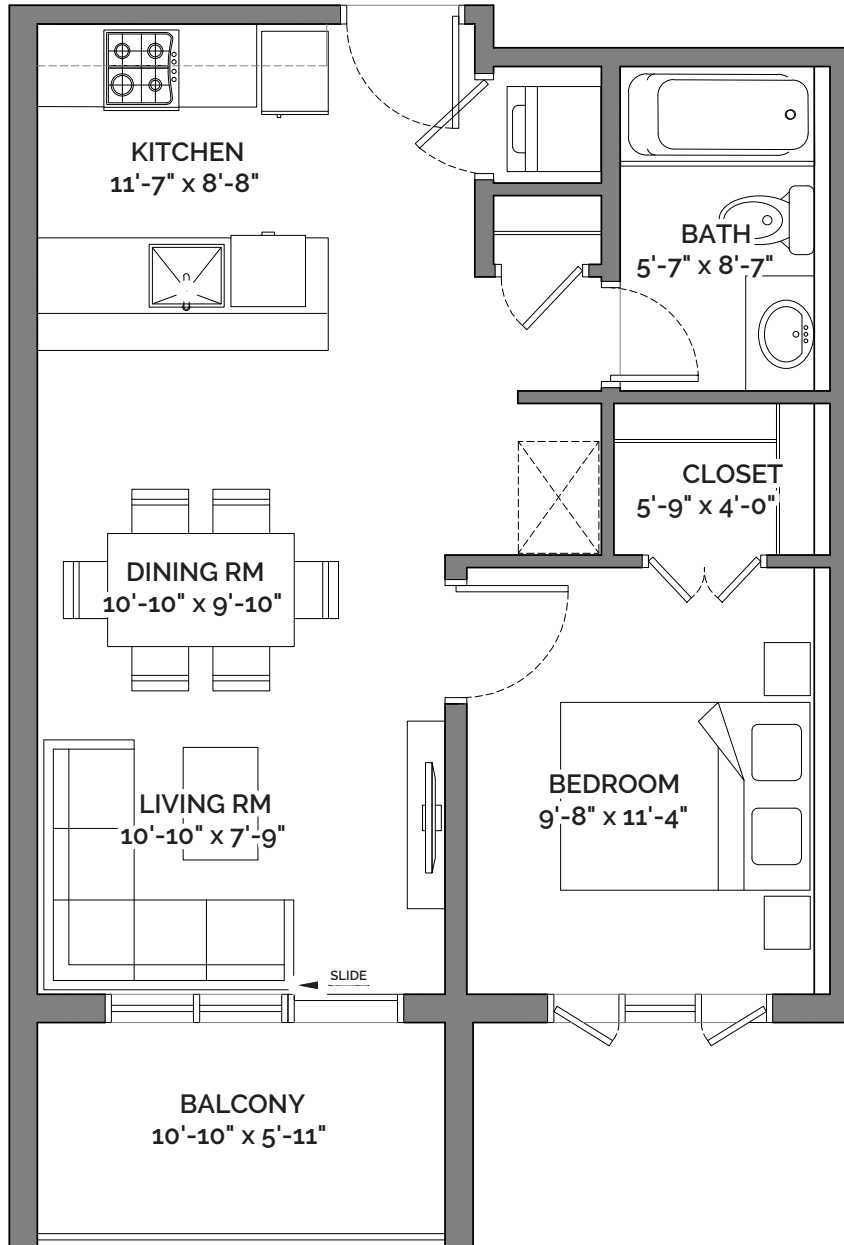 KITCHEN
11'-7" x 8'-8"
BATH
5'-7" x 8'-7"
CLOSET
5'-9" x 4'-0"
DINING RM
10'-10" x 9'-10"
LIVING RM
10'-10" x 7'-9"
BEDROOM
9'-8" x 11'-4"
SLIDE
BALCONY
10'-10" x 5'-11"